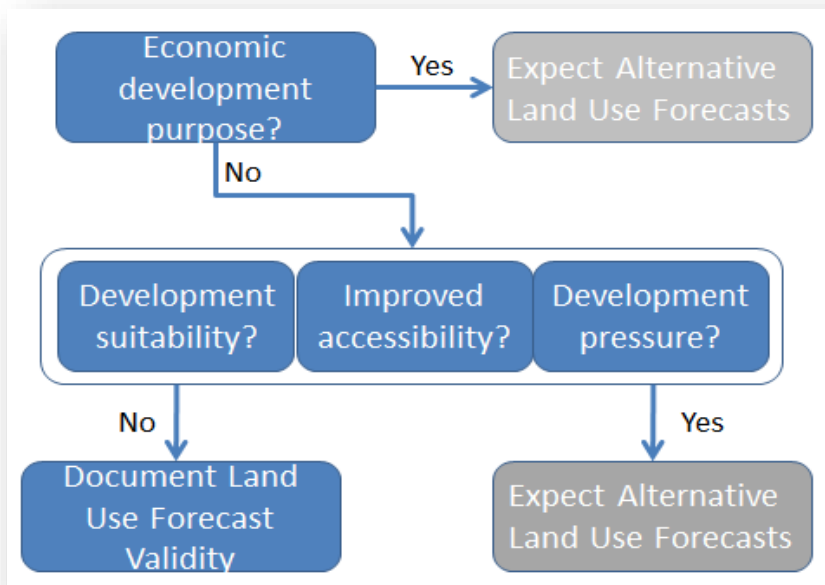 Economic
development
purpose?
Yes
Expect Alternative
Land Use Forecasts
No
Development
suitability?
Improved
accessibility?
Development
pressure?
No
Yes
Document Land
Use Forecast
Validity
Expect Alternative
Land Use Forecasts